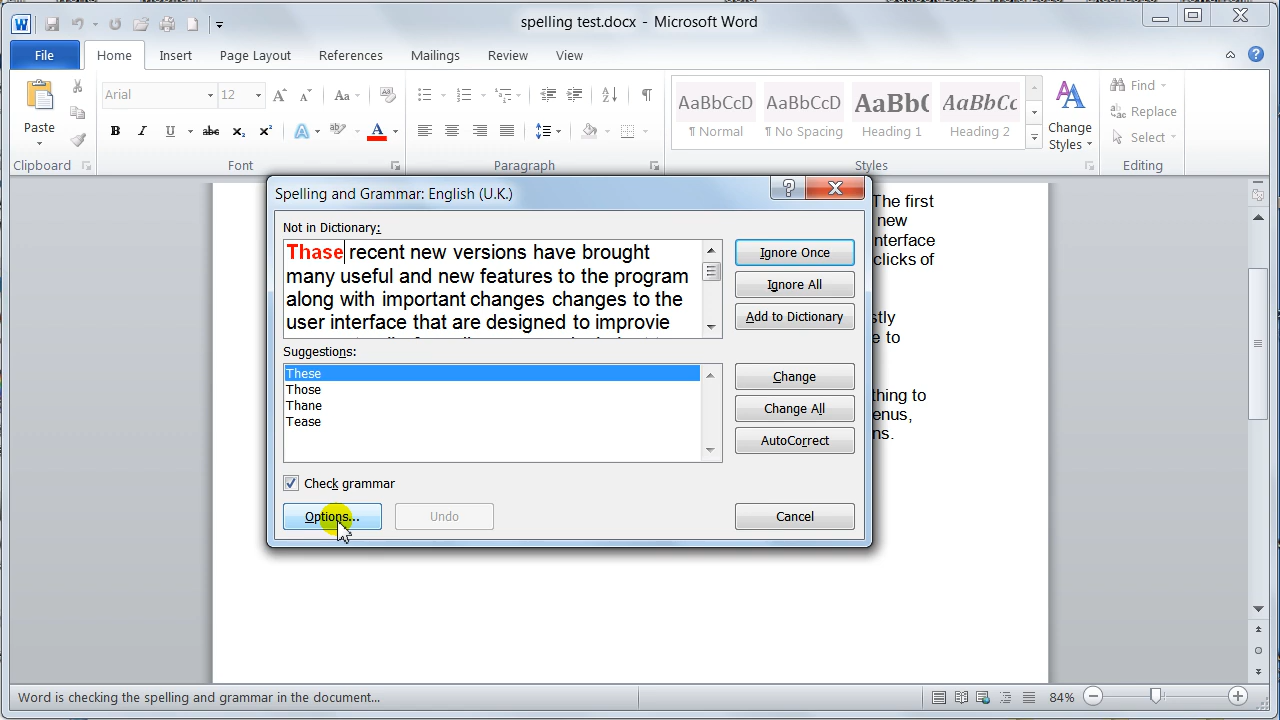 spelling test.docx - Microsoft Word
File Home Insert Page Layout References Mailings Review View
Arial 12
AaBbCcD AaBbCcD AaBbC AaBbCc
Paste
¶ Normal ¶ No Spacing Heading 1 Heading 2
Change Styles
Find
Replace
Select
Clipboard Font Paragraph Styles Editing
Spelling and Grammar: English (U.K.)
Not in Dictionary:
Thase recent new versions have brought
many useful and new features to the program
along with important changes changes to the
user interface that are designed to improvie
Ignore Once
Ignore All
Add to Dictionary
Suggestions:
These
Those
Thane
Tease
Change
Change All
AutoCorrect
Check grammar
Options...
Undo
Cancel
The first
new
nterface
clicks of
stly
e to
thing to
enus,
ns.
Word is checking the spelling and grammar in the document...
84%